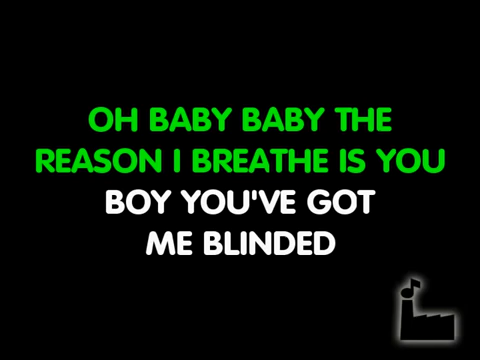 OH BABY BABY THE
REASON I BREATHE IS YOU
BOY YOU'VE GOT
ME BLINDED